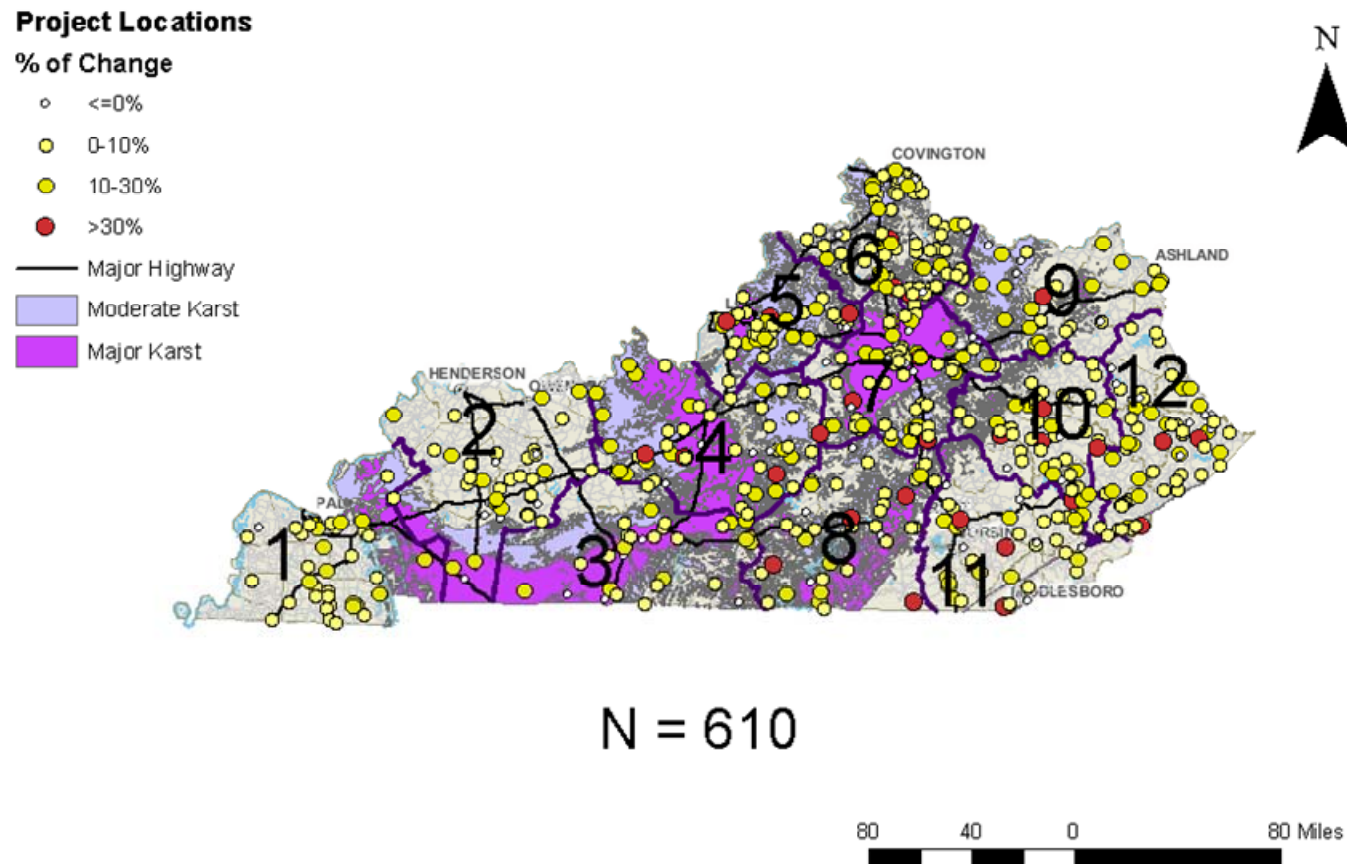 Project Locations
% of Change
<=0%
0-10%
10-30%
>30%
Major Highway
Moderate Karst
Major Karst
N
COVINGTON
ASHLAND
HENDERSON
DLESBORO
1
2
3
4
5
6
7
8
9
10
11
12
N = 610
80 40 0 80 Miles